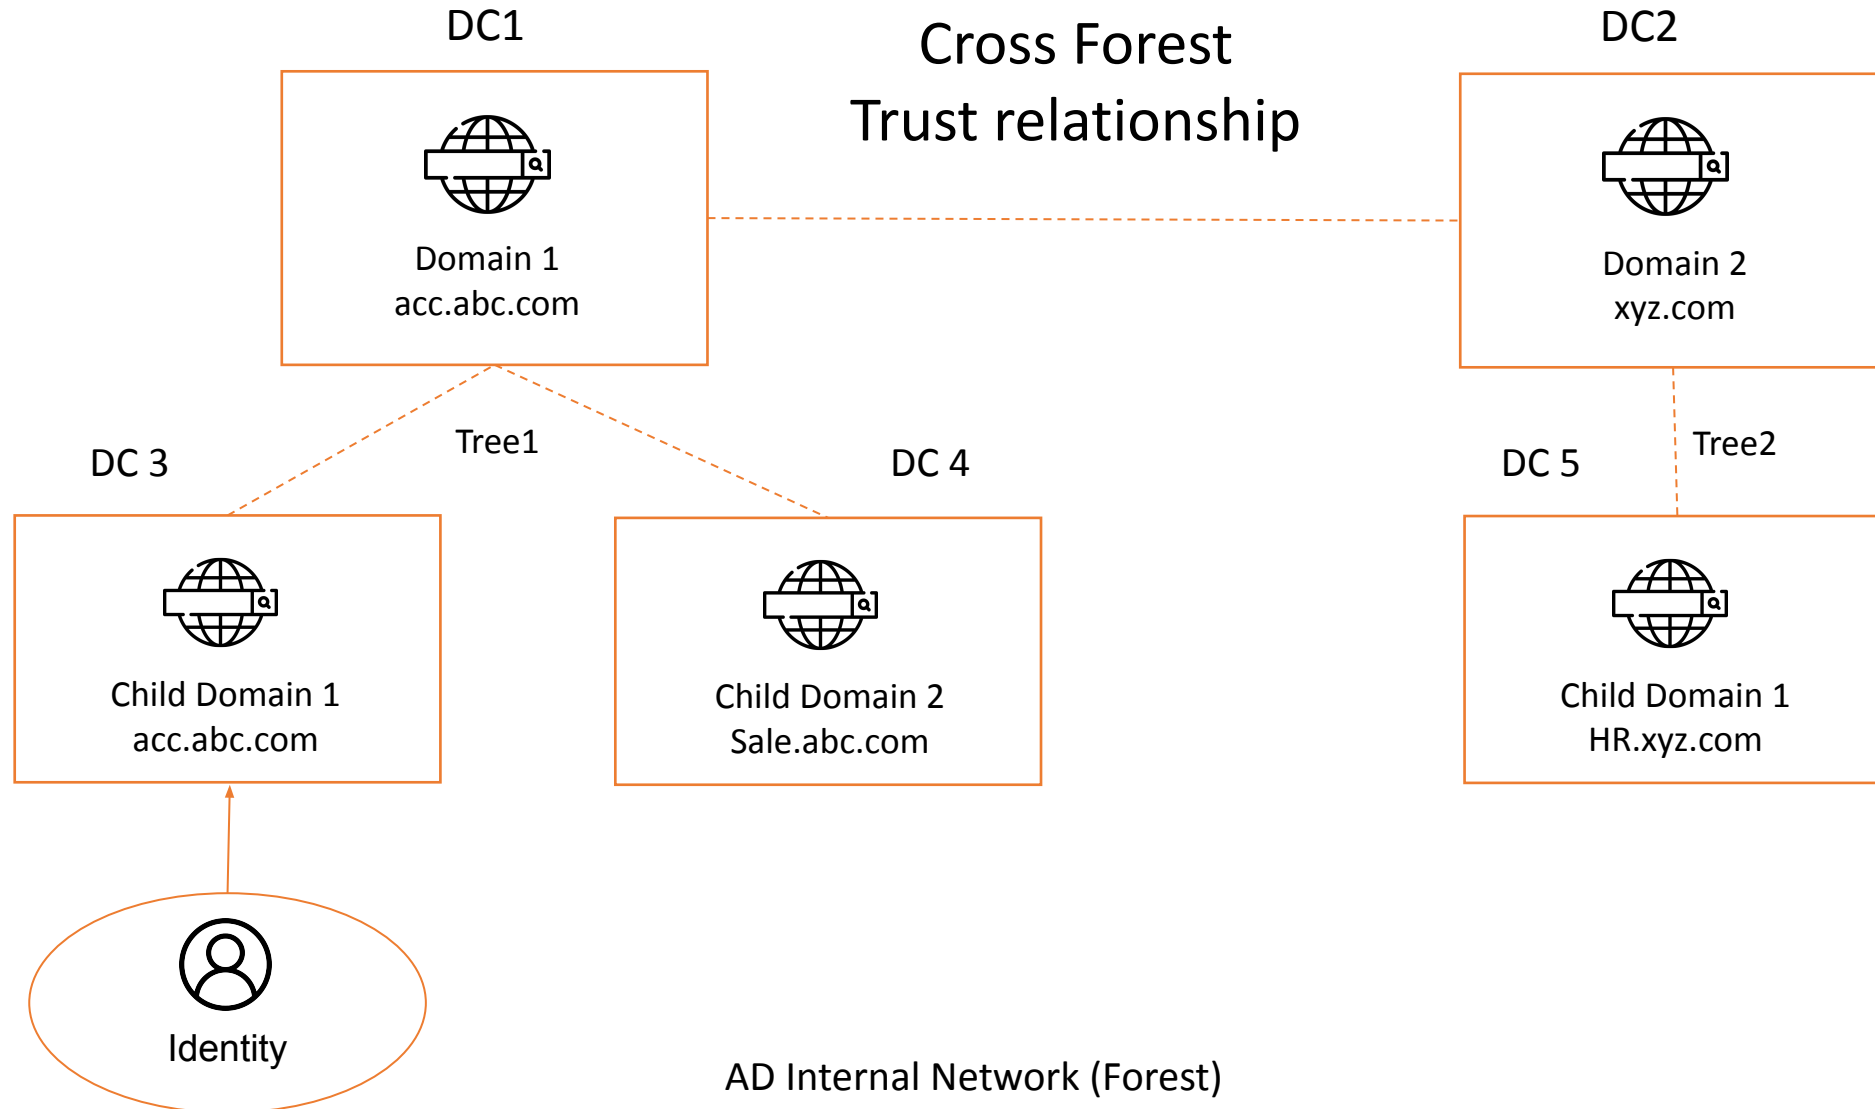 DC1
Cross Forest
Trust relationship
DC2
Domain 1
acc.abc.com
Domain 2
xyz.com
DC 3
Tree1
DC 4
DC 5
Tree2
Child Domain 1
acc.abc.com
Child Domain 2
Sale.abc.com
Child Domain 1
HR.xyz.com
Identity
AD Internal Network (Forest)